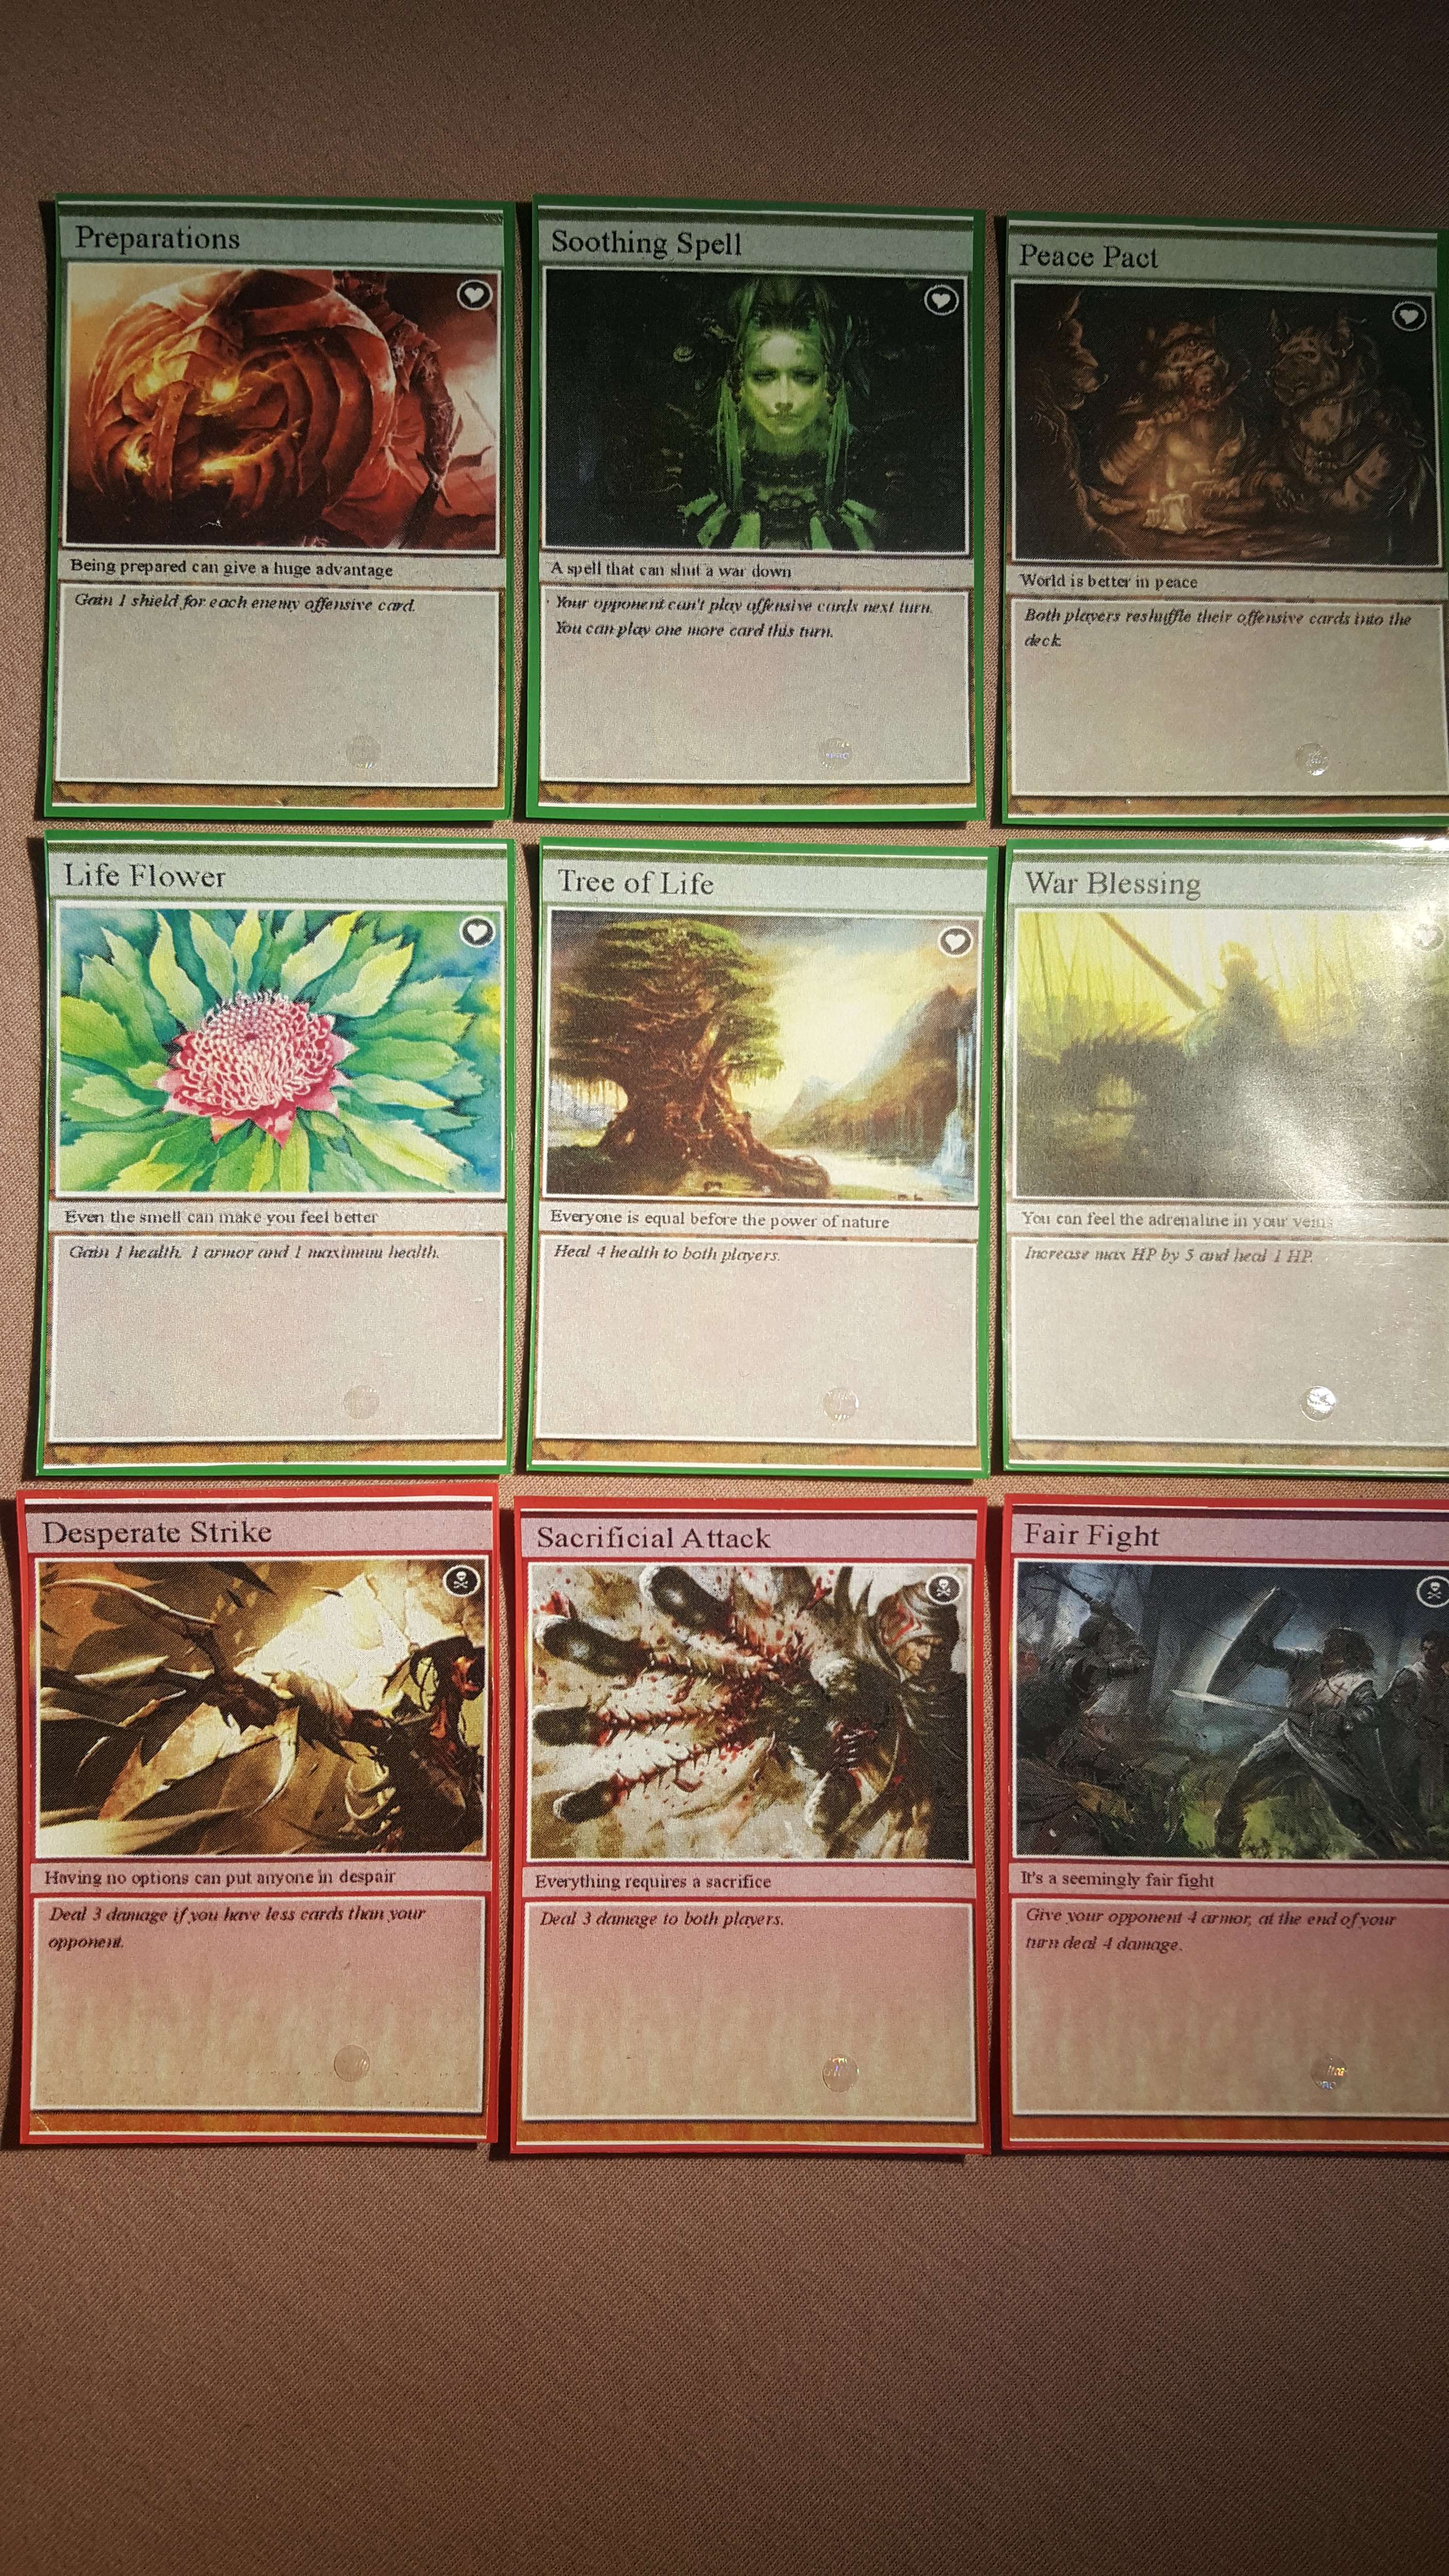 Preparations
Being prepared can give a huge advantage
Gain 1 shield for each enemy offensive card.
Soothing Spell
A spell that can shut a war down
Your opponent can't play offensive cards next turn.
You can play one more card this turn.
Peace Pact
World is better in peace
Both players reshuffle their offensive cards into the
deck.
Life Flower
Even the smell can make you feel better
Gain 1 health, 1 armor and 1 maximum health.
Tree of Life
Everyone is equal before the power of nature
Heal 4 health to both players.
War Blessing
You can feel the adrenaline in your veins
Increase max HP by 5 and heal 1 HP.
Desperate Strike
Having no options can put anyone in despair
Deal 3 damage if you have less cards than your
opponent.
Sacrificial Attack
Everything requires a sacrifice
Deal 3 damage to both players.
Fair Fight
It's a seemingly fair fight
Give your opponent 4 armor, at the end of your
turn deal 4 damage.